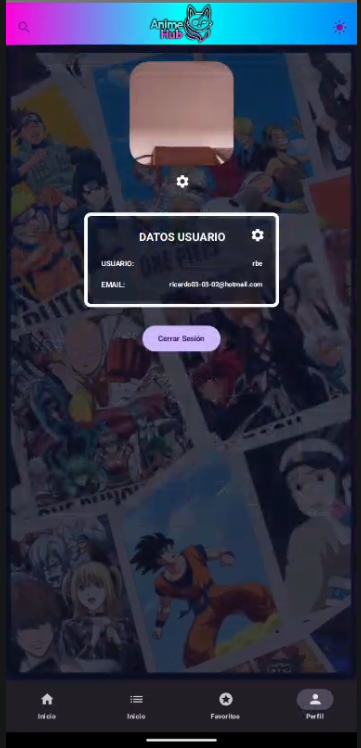 Anime
Hub
DATOS USUARIO
USUARIO: rbe
EMAIL: ricardo03-03-02@hotmail.com
Cerrar Sesión
Inicio Inicio Favoritos Perfil